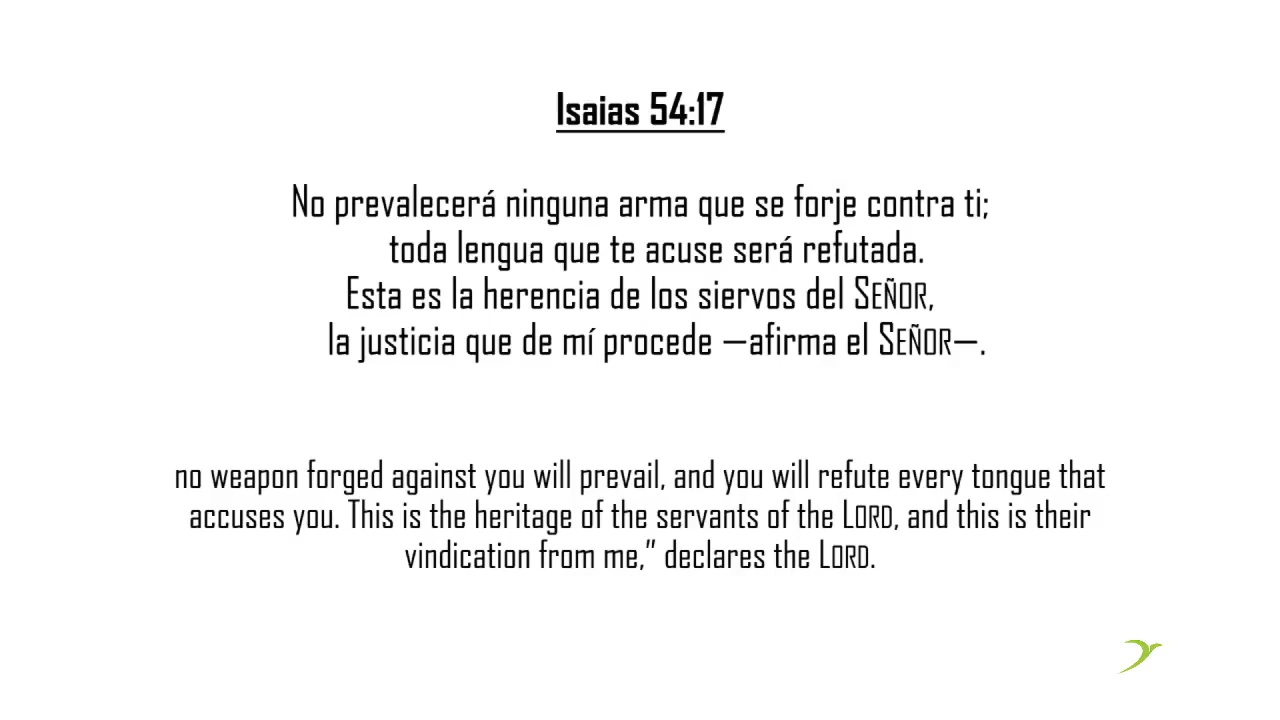 Isaias 54:17
No prevalecerá ninguna arma que se forje contra ti;
toda lengua que te acuse será refutada.
Esta es la herencia de los siervos del SEÑOR,
la justicia que de mí procede —afirma el SEÑOR—.
no weapon forged against you will prevail, and you will refute every tongue that
accuses you. This is the heritage of the servants of the LORD, and this is their
vindication from me,” declares the LORD.